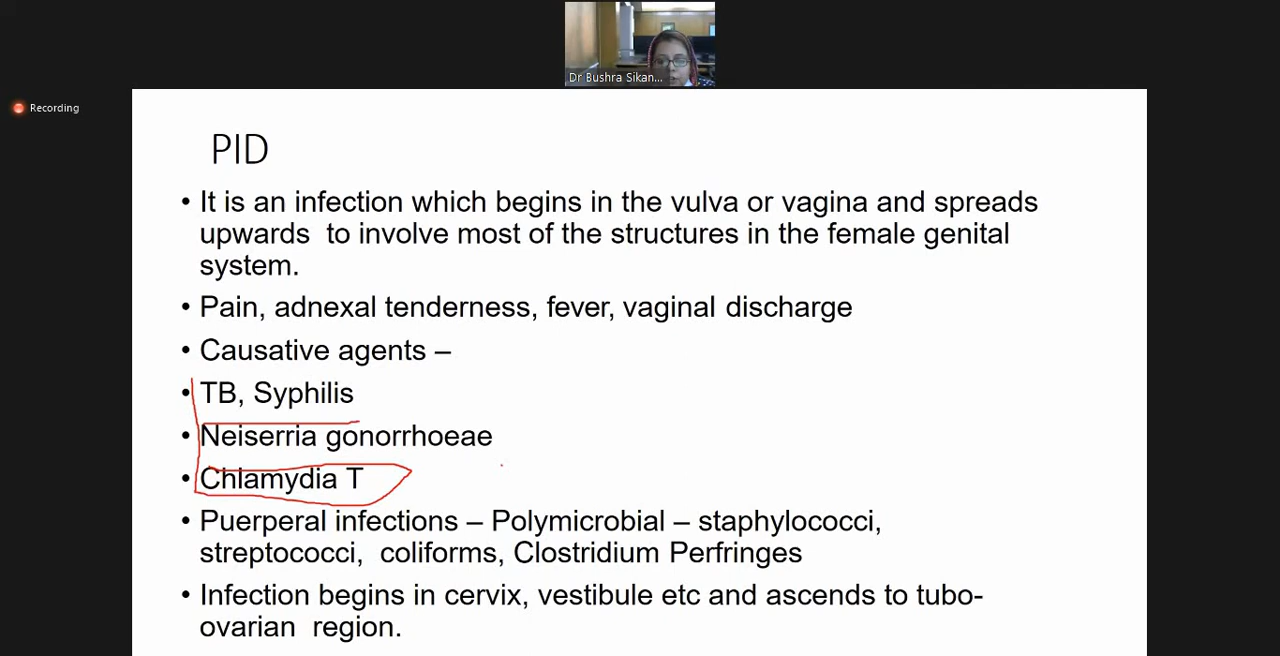 Dr Bushra Sikan...
Recording
PID
• It is an infection which begins in the vulva or vagina and spreads
upwards to involve most of the structures in the female genital
system.
• Pain, adnexal tenderness, fever, vaginal discharge
• Causative agents –
• TB, Syphilis
• Neiserria gonorrhoeae
• Chlamydia T
• Puerperal infections – Polymicrobial – staphylococci,
streptococci, coliforms, Clostridium Perfringes
• Infection begins in cervix, vestibule etc and ascends to tubo-
ovarian region.